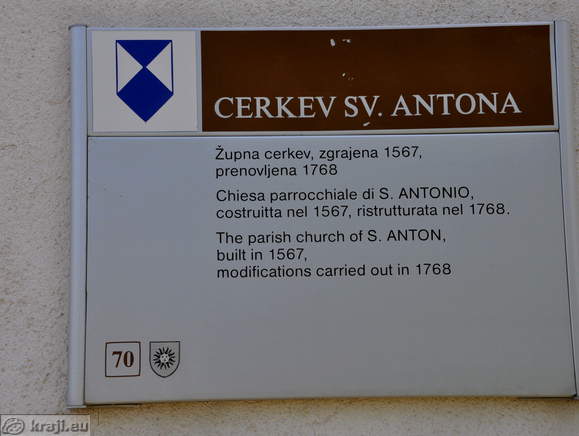 CERKEV SV. ANTONA
Župna cerkev, zgrajena 1567,
prenovljena 1768
Chiesa parrocchiale di S. ANTONIO,
costruitta nel 1567, ristrutturata nel 1768.
The parish church of S. ANTON,
built in 1567,
modifications carried out in 1768
70
kraji.eu